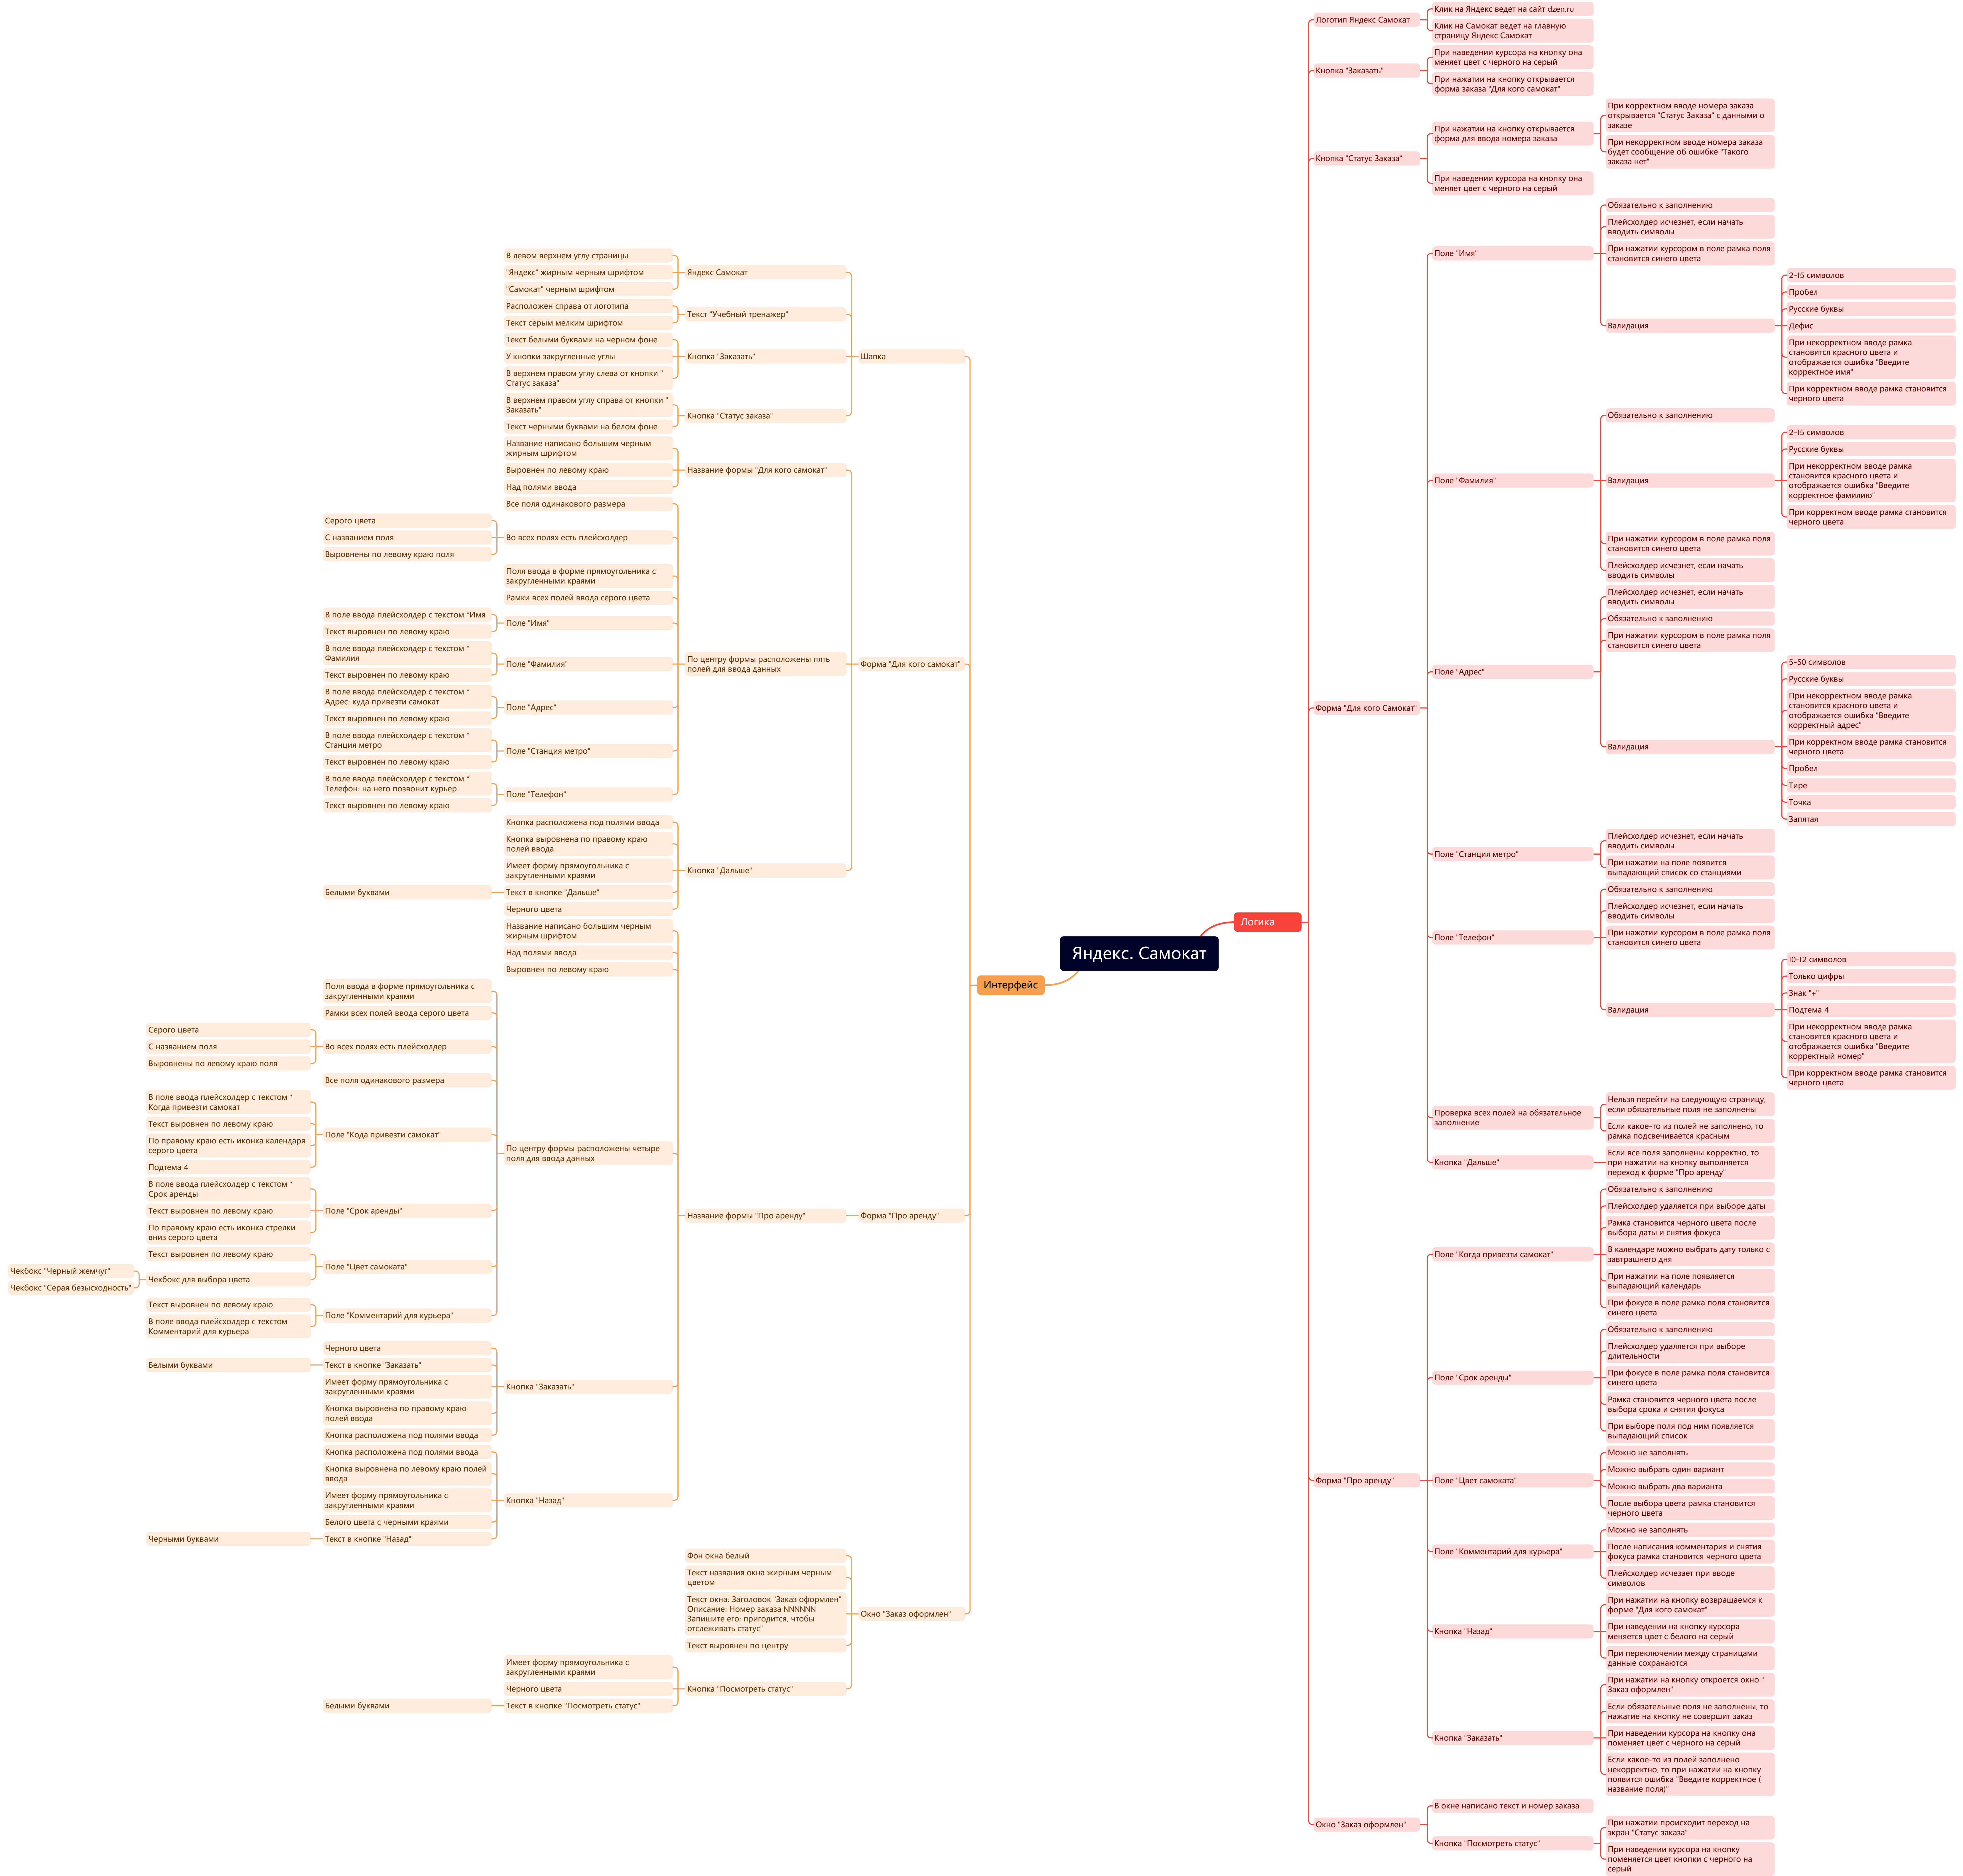 Яндекс. Самокат
Логика
Логотип Яндекс Самокат
Клик на Яндекс ведет на сайт dzen.ru
Клик на Самокат ведет на главную
страницу Яндекс Самокат
Кнопка "Заказать"
При наведении курсора на кнопку она
меняет цвет с черного на серый
При нажатии на кнопку открывается
форма заказа "Для кого самокат"
Кнопка "Статус Заказа"
При нажатии на кнопку открывается
форма для ввода номера заказа
При корректном вводе номера заказа
открывается "Статус Заказа" с данными о
заказе
При некорректном вводе номера заказа
будет сообщение об ошибке "Такого
заказа нет"
При наведении курсора на кнопку она
меняет цвет с черного на серый
Форма "Для кого Самокат"
Поле "Имя"
Обязательно к заполнению
Плейсхолдер исчезнет, если начать
вводить символы
При нажатии курсором в поле рамка поля
становится синего цвета
Валидация
2-15 символов
Пробел
Русские буквы
Дефис
При некорректном вводе рамка
становится красного цвета и
отображается ошибка "Введите
корректное имя"
При корректном вводе рамка становится
черного цвета
Поле "Фамилия"
Обязательно к заполнению
Валидация
2-15 символов
Русские буквы
При некорректном вводе рамка
становится красного цвета и
отображается ошибка "Введите
корректное фамилию"
При корректном вводе рамка становится
черного цвета
При нажатии курсором в поле рамка поля
становится синего цвета
Плейсхолдер исчезнет, если начать
вводить символы
Поле "Адрес"
Плейсхолдер исчезнет, если начать
вводить символы
Обязательно к заполнению
При нажатии курсором в поле рамка поля
становится синего цвета
Валидация
5-50 символов
Русские буквы
При некорректном вводе рамка
становится красного цвета и
отображается ошибка "Введите
корректный адрес"
При корректном вводе рамка становится
черного цвета
Пробел
Тире
Точка
Запятая
Поле "Станция метро"
Плейсхолдер исчезнет, если начать
вводить символы
При нажатии на поле появится
выпадающий список со станциями
Поле "Телефон"
Обязательно к заполнению
Плейсхолдер исчезнет, если начать
вводить символы
При нажатии курсором в поле рамка поля
становится синего цвета
Валидация
10-12 символов
Только цифры
Знак "+"
Подтема 4
При некорректном вводе рамка
становится красного цвета и
отображается ошибка "Введите
корректный номер"
При корректном вводе рамка становится
черного цвета
Проверка всех полей на обязательное
заполнение
Нельзя перейти на следующую страницу,
если обязательные поля не заполнены
Если какое-то из полей не заполнено, то
рамка подсвечивается красным
Кнопка "Дальше"
Если все поля заполнены корректно, то
при нажатии на кнопку выполняется
переход к форме "Про аренду"
Форма "Про аренду"
Поле "Когда привезти самокат"
Обязательно к заполнению
Плейсхолдер удаляется при выборе даты
Рамка становится черного цвета после
выбора даты и снятия фокуса
В календаре можно выбрать дату только с
завтрашнего дня
При нажатии на поле появляется
выпадающий календарь
При фокусе в поле рамка поля становится
синего цвета
Поле "Срок аренды"
Обязательно к заполнению
Плейсхолдер удаляется при выборе
длительности
При фокусе в поле рамка поля становится
синего цвета
Рамка становится черного цвета после
выбора срока и снятия фокуса
При выборе поля под ним появляется
выпадающий список
Поле "Цвет самоката"
Можно не заполнять
Можно выбрать один вариант
Можно выбрать два варианта
После выбора цвета рамка становится
черного цвета
Поле "Комментарий для курьера"
Можно не заполнять
После написания комментария и снятия
фокуса рамка становится черного цвета
Плейсхолдер исчезает при вводе
символов
Кнопка "Назад"
При нажатии на кнопку возвращаемся к
форме "Для кого самокат"
При наведении на кнопку курсора
меняется цвет с белого на серый
При переключении между страницами
данные сохранаются
Кнопка "Заказать"
При нажатии на кнопку откроется окно "
Заказ оформлен"
Если обязательные поля не заполнены, то
нажатие на кнопку не совершит заказ
При наведении курсора на кнопку она
поменяет цвет с черного на серый
Если какое-то из полей заполнено
некорректно, то при нажатии на кнопку
появится ошибка "Введите корректное (
название поля)"
Окно "Заказ оформлен"
В окне написано текст и номер заказа
Кнопка "Посмотреть статус"
При нажатии происходит переход на
экран "Статус заказа"
При наведении курсора на кнопку
поменяется цвет кнопки с черного на
серый
Интерфейс
Шапка
Яндекс Самокат
В левом верхнем углу страницы
"Яндекс" жирным черным шрифтом
"Самокат" черным шрифтом
Текст "Учебный тренажер"
Расположен справа от логотипа
Текст серым мелким шрифтом
Кнопка "Заказать"
Текст белыми буквами на черном фоне
У кнопки закругленные углы
В верхнем правом углу слева от кнопки "
Статус заказа"
Кнопка "Статус заказа"
В верхнем правом углу справа от кнопки "
Заказать"
Текст черными буквами на белом фоне
Форма "Для кого самокат"
Название формы "Для кого самокат"
Название написано большим черным
жирным шрифтом
Выровнен по левому краю
Над полями ввода
По центру формы расположены пять
полей для ввода данных
Все поля одинакового размера
Во всех полях есть плейсхолдер
Серого цвета
С названием поля
Выровнены по левому краю поля
Поля ввода в форме прямоугольника с
закругленными краями
Рамки всех полей ввода серого цвета
Поле "Имя"
В поле ввода плейсхолдер с текстом *Имя
Текст выровнен по левому краю
Поле "Фамилия"
В поле ввода плейсхолдер с текстом *
Фамилия
Текст выровнен по левому краю
Поле "Адрес"
В поле ввода плейсхолдер с текстом *
Адрес: куда привезти самокат
Текст выровнен по левому краю
Поле "Станция метро"
В поле ввода плейсхолдер с текстом *
Станция метро
Текст выровнен по левому краю
Поле "Телефон"
В поле ввода плейсхолдер с текстом *
Телефон: на него позвонит курьер
Текст выровнен по левому краю
Кнопка "Дальше"
Кнопка расположена под полями ввода
Кнопка выровнена по правому краю
полей ввода
Имеет форму прямоугольника с
закругленными краями
Текст в кнопке "Дальше"
Белыми буквами
Черного цвета
Форма "Про аренду"
Название формы "Про аренду"
Название написано большим черным
жирным шрифтом
Над полями ввода
Выровнен по левому краю
По центру формы расположены четыре
поля для ввода данных
Поля ввода в форме прямоугольника с
закругленными краями
Рамки всех полей ввода серого цвета
Во всех полях есть плейсхолдер
Серого цвета
С названием поля
Выровнены по левому краю поля
Все поля одинакового размера
Поле "Кода привезти самокат"
В поле ввода плейсхолдер с текстом *
Когда привезти самокат
Текст выровнен по левому краю
По правому краю есть иконка календаря
серого цвета
Подтема 4
Поле "Срок аренды"
В поле ввода плейсхолдер с текстом *
Срок аренды
Текст выровнен по левому краю
По правому краю есть иконка стрелки
вниз серого цвета
Поле "Цвет самоката"
Текст выровнен по левому краю
Чекбокс для выбора цвета
Чекбокс "Черный жемчуг"
Чекбокс "Серая безысходность"
Поле "Комментарий для курьера"
Текст выровнен по левому краю
В поле ввода плейсхолдер с текстом
Комментарий для курьера
Кнопка "Заказать"
Черного цвета
Текст в кнопке "Заказать"
Белыми буквами
Имеет форму прямоугольника с
закругленными краями
Кнопка выровнена по правому краю
полей ввода
Кнопка расположена под полями ввода
Кнопка "Назад"
Кнопка расположена под полями ввода
Кнопка выровнена по левому краю полей
ввода
Имеет форму прямоугольника с
закругленными краями
Белого цвета с черными краями
Текст в кнопке "Назад"
Черными буквами
Окно "Заказ оформлен"
Фон окна белый
Текст названия окна жирным черным
цветом
Текст окна: Заголовок "Заказ оформлен"
Описание: Номер заказа NNNNNN
Запишите его: пригодится, чтобы
отслеживать статус"
Текст выровнен по центру
Кнопка "Посмотреть статус"
Имеет форму прямоугольника с
закругленными краями
Черного цвета
Текст в кнопке "Посмотреть статус"
Белыми буквами